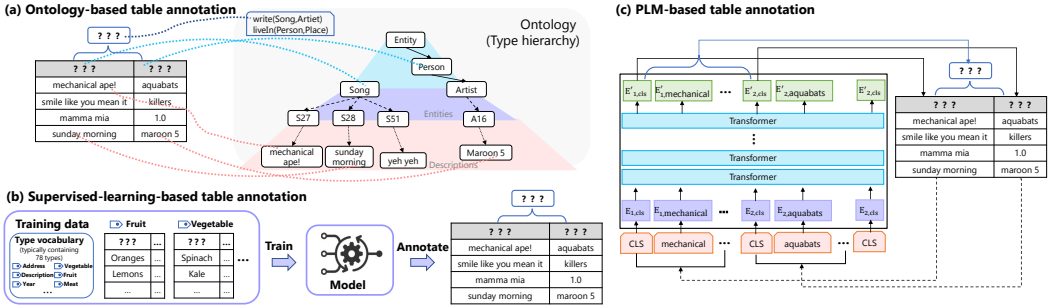 (a) Ontology-based table annotation
? ? ?
write(Song,Artist)
liveIn(Person,Place)
? ? ? ? ? ?
mechanical ape! aquabats
smile like you mean it killers
mamma mia 1.0
sunday morning maroon 5
Ontology
(Type hierarchy)
Entity
Person
Song Artist
Entities
S27 S28 S51 A16
mechanical ape! sunday morning yeh yeh Maroon 5
Descriptions
(b) Supervised-learning-based table annotation
Training data
Type vocabulary
(typically containing
78 types)
Address Vegetable
Description Fruit
Year Meat
...
Fruit
? ? ? ...
Oranges ...
Lemons ...
... ...
Vegetable
? ? ? ...
Spinach ...
Kale ...
... ...
...
Train
Model
Annotate
? ? ?
? ? ? ? ? ?
mechanical ape! aquabats
smile like you mean it killers
mamma mia 1.0
sunday morning maroon 5
(c) PLM-based table annotation
E′1,cls E′1,mechanical ... E′2,cls E′2,aquabats E′2,cls
Transformer
⋮
Transformer
Transformer
E1,cls E1,mechanical ... E2,cls E2,aquabats E2,cls
CLS mechanical ... CLS aquabats ... CLS
? ? ?
? ? ? ? ? ?
mechanical ape! aquabats
smile like you mean it killers
mamma mia 1.0
sunday morning maroon 5